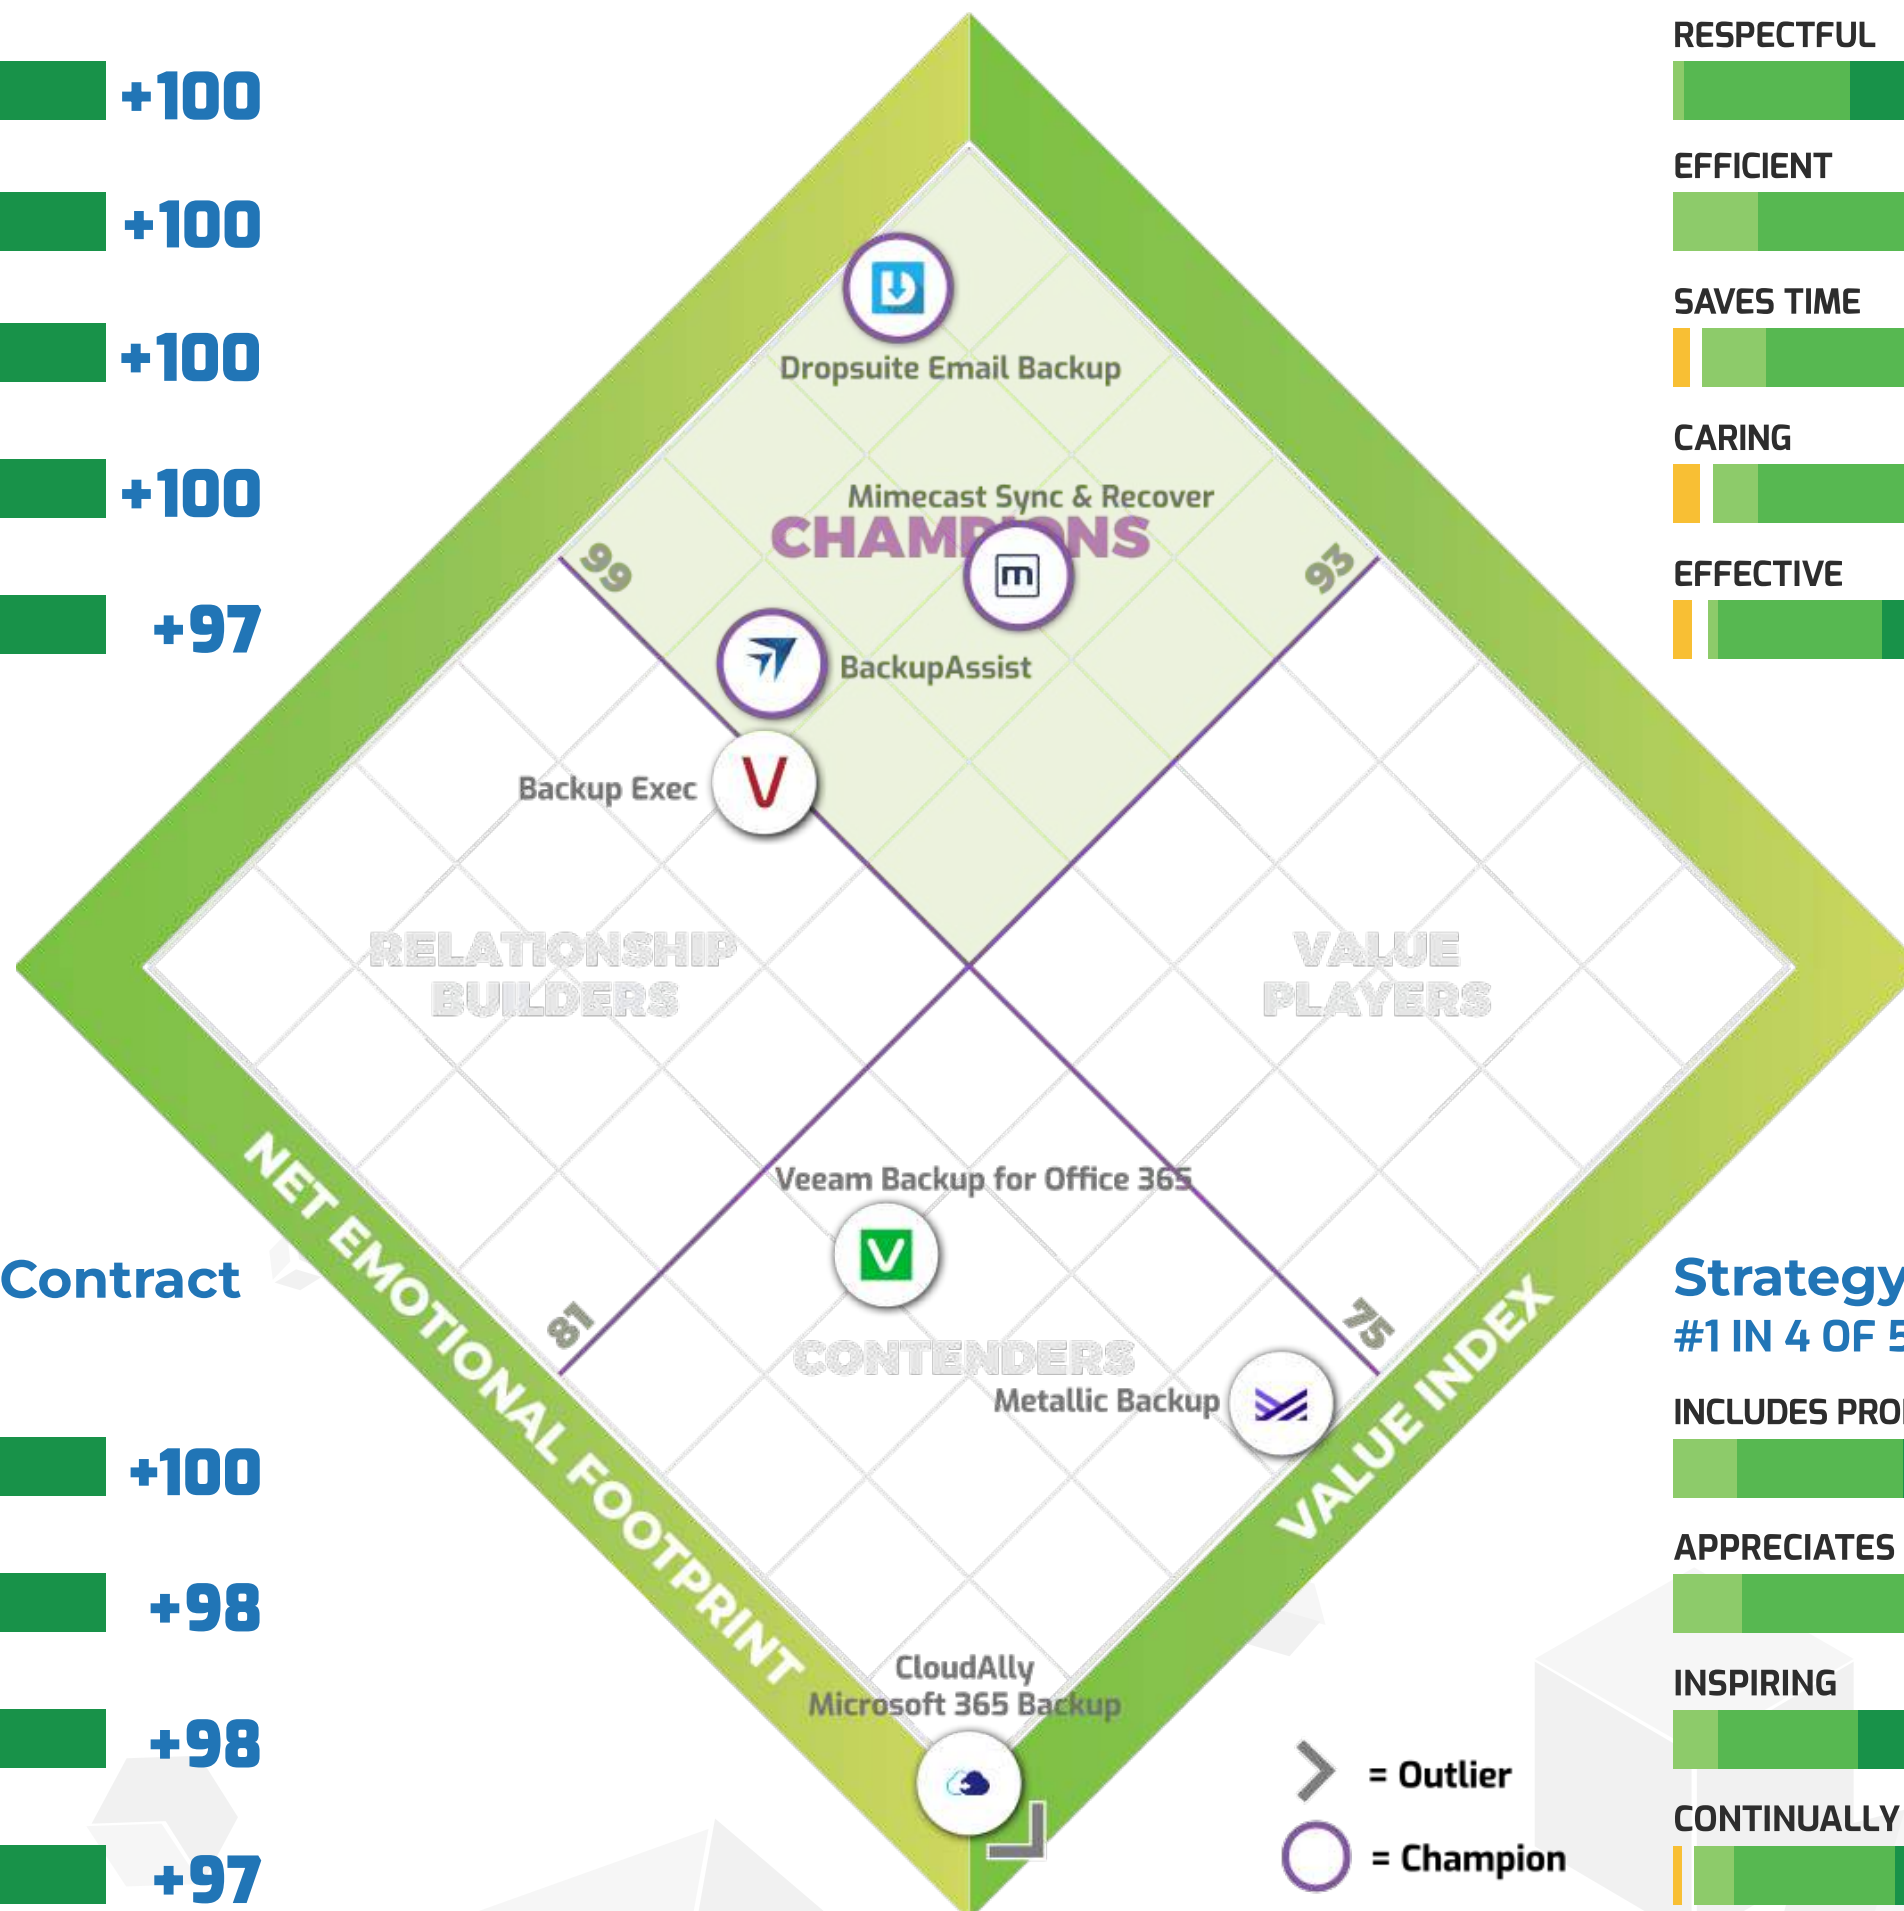 +100
+100
+100
+100
+97
Contract
+100
+98
+98
+97
Dropsuite Email Backup
Mimecast Sync & Recover
CHAMPIONS
99
93
m
BackupAssist
Backup Exec
V
RELATIONSHIP
BUILDERS
VALUE
PLAYERS
Veeam Backup for Office 365
V
81
75
CONTENDERS
Metallic Backup
NET EMOTIONAL FOOTPRINT
VALUE INDEX
CloudAlly
Microsoft 365 Backup
= Outlier
= Champion
RESPECTFUL
EFFICIENT
SAVES TIME
CARING
EFFECTIVE
Strategy
#1 IN 4 OF 5
INCLUDES
APPRECIATES
INSPIRING
CONTINUALLY